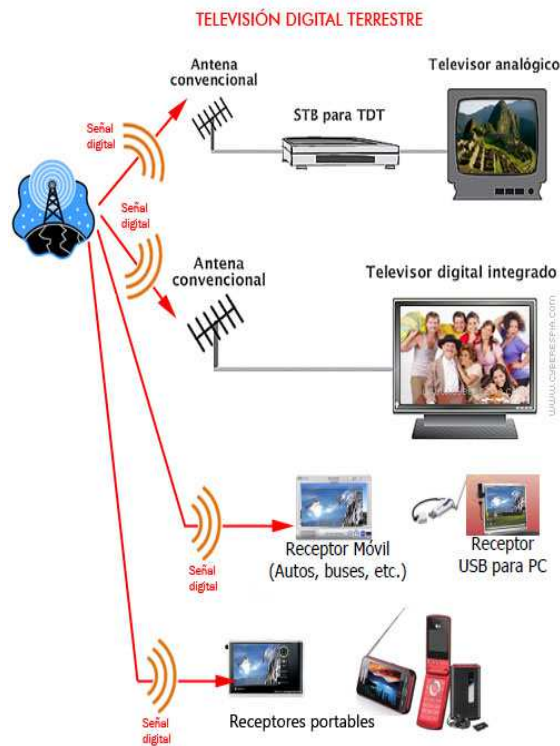 TELEVISIÓN DIGITAL TERRESTRE
Antena
convencional
Televisor analógico
STB para TDT
Señal
digital
Señal
digital
Antena
convencional
Televisor digital integrado
WWW.CYBERESPIA.COM
Receptor Móvil
(Autos, buses, etc.)
Receptor
USB para PC
Señal
digital
Receptores portables
Señal
digital